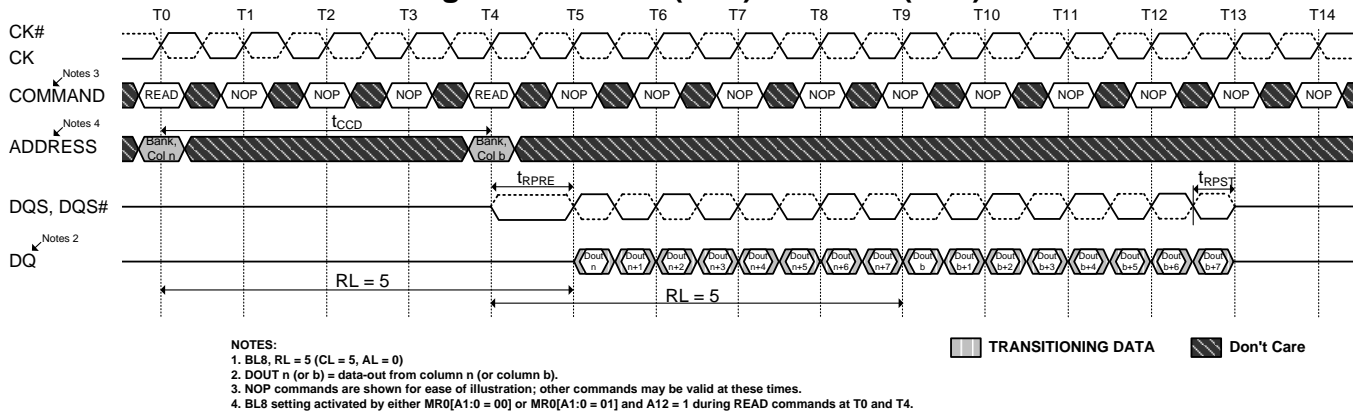 T0 T1 T2 T3 T4 T5 T6 T7 T8 T9 T10 T11 T12 T13 T14
CK#
CK
Notes 3
COMMAND READ NOP NOP NOP READ NOP NOP NOP NOP NOP NOP NOP NOP NOP NOP
Notes 4
tCCD
ADDRESS Bank, Col n Bank, Col b
tRPRE tRPST
DQS, DQS#
Notes 2
DQ Dout n Dout n+1 Dout n+2 Dout n+3 Dout n+4 Dout n+5 Dout n+6 Dout n+7 Dout b Dout b+1 Dout b+2 Dout b+3 Dout b+4 Dout b+5 Dout b+6 Dout b+7
RL = 5 RL = 5
NOTES:
1. BL8, RL = 5 (CL = 5, AL = 0)
2. DOUT n (or b) = data-out from column n (or column b).
3. NOP commands are shown for ease of illustration; other commands may be valid at these times.
4. BL8 setting activated by either MR0[A1:0 = 00] or MR0[A1:0 = 01] and A12 = 1 during READ commands at T0 and T4.
TRANSITIONING DATA Don't Care